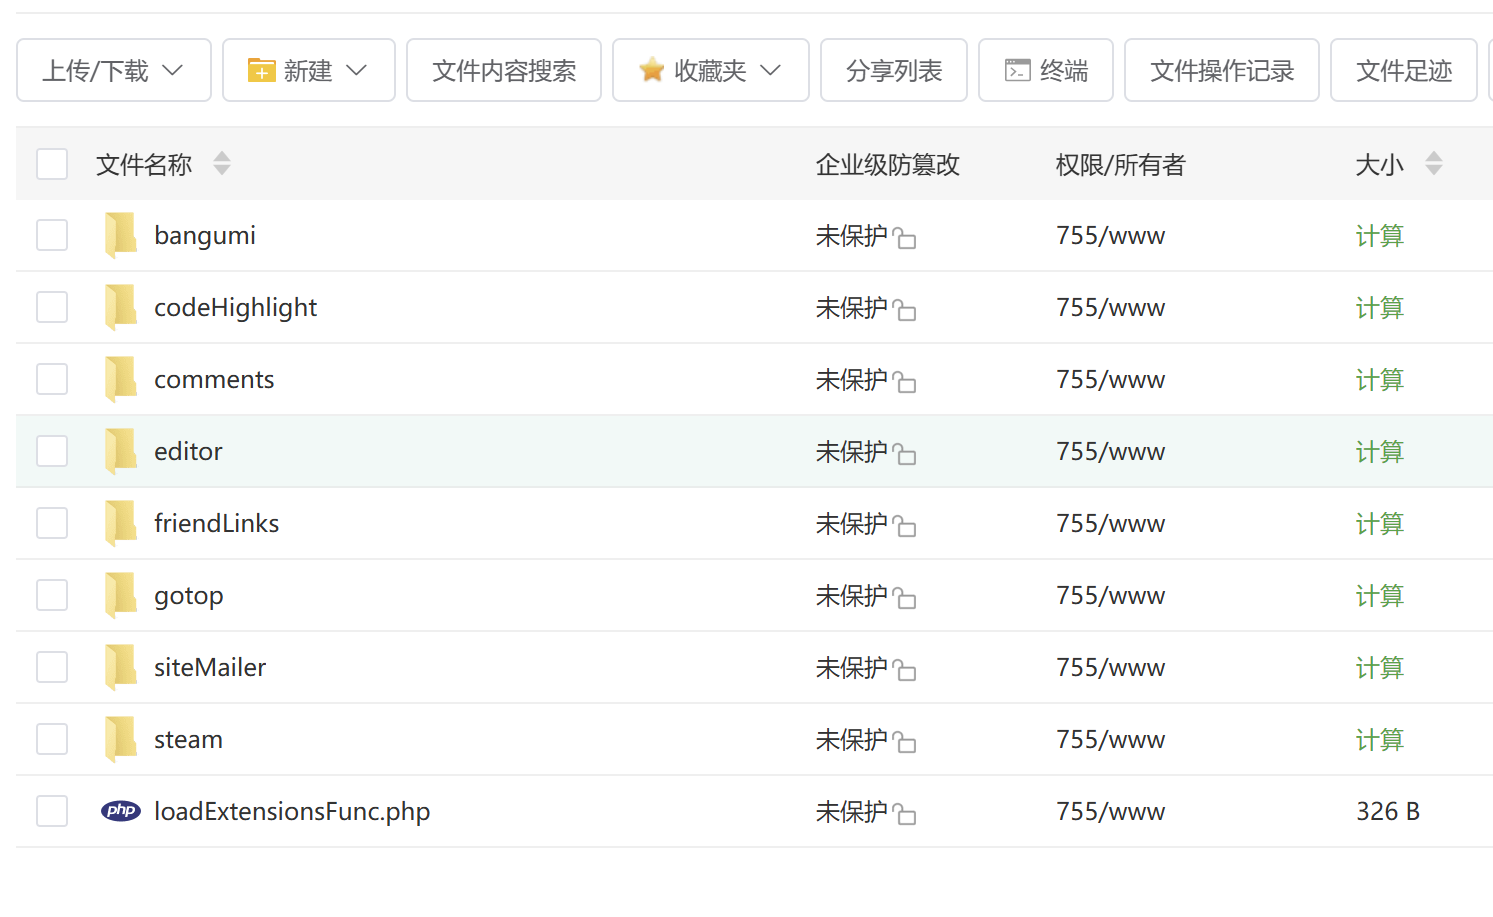 上传/下载 新建 文件内容搜索 收藏夹 分享列表 终端 文件操作记录 文件足迹
文件名称 企业级防篡改 权限/所有者 大小
bangumi 未保护 755/www 计算
codeHighlight 未保护 755/www 计算
comments 未保护 755/www 计算
editor 未保护 755/www 计算
friendLinks 未保护 755/www 计算
gotop 未保护 755/www 计算
siteMailer 未保护 755/www 计算
steam 未保护 755/www 计算
php loadExtensionsFunc.php 未保护 755/www 326 B